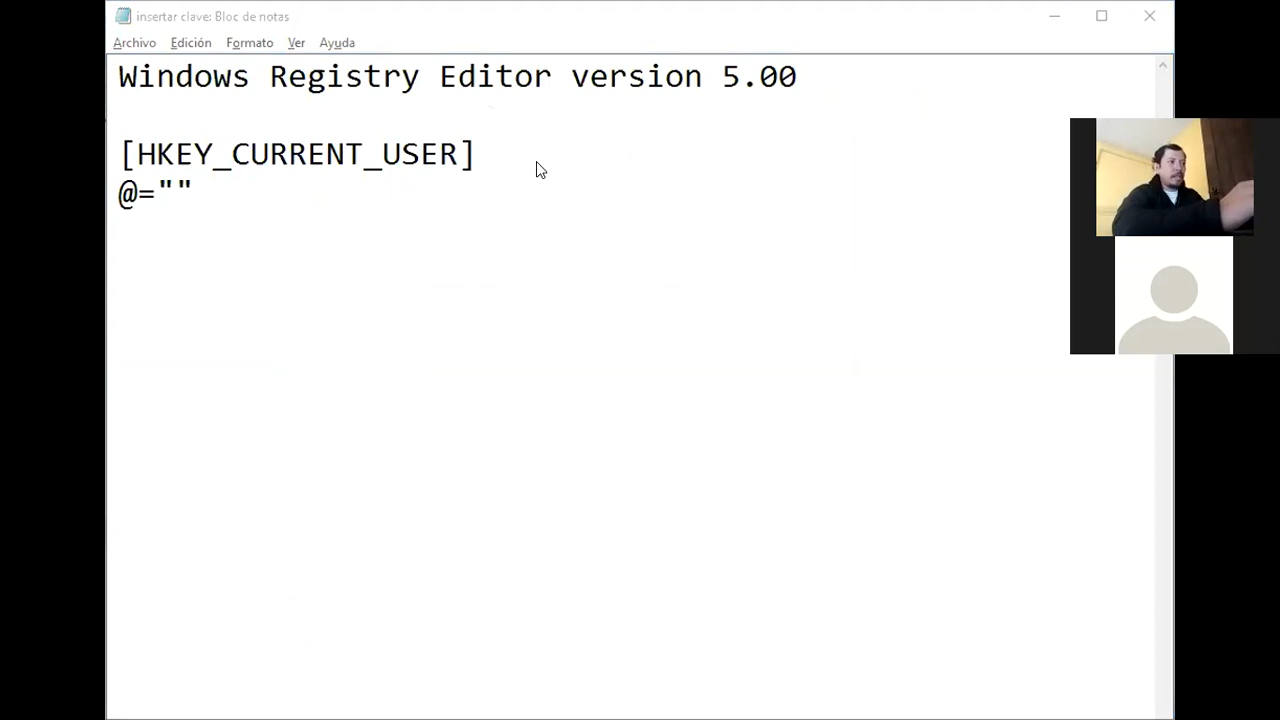 insertar clave: Bloc de notas
Archivo Edición Formato Ver Ayuda
Windows Registry Editor version 5.00
[HKEY_CURRENT_USER]
@=""